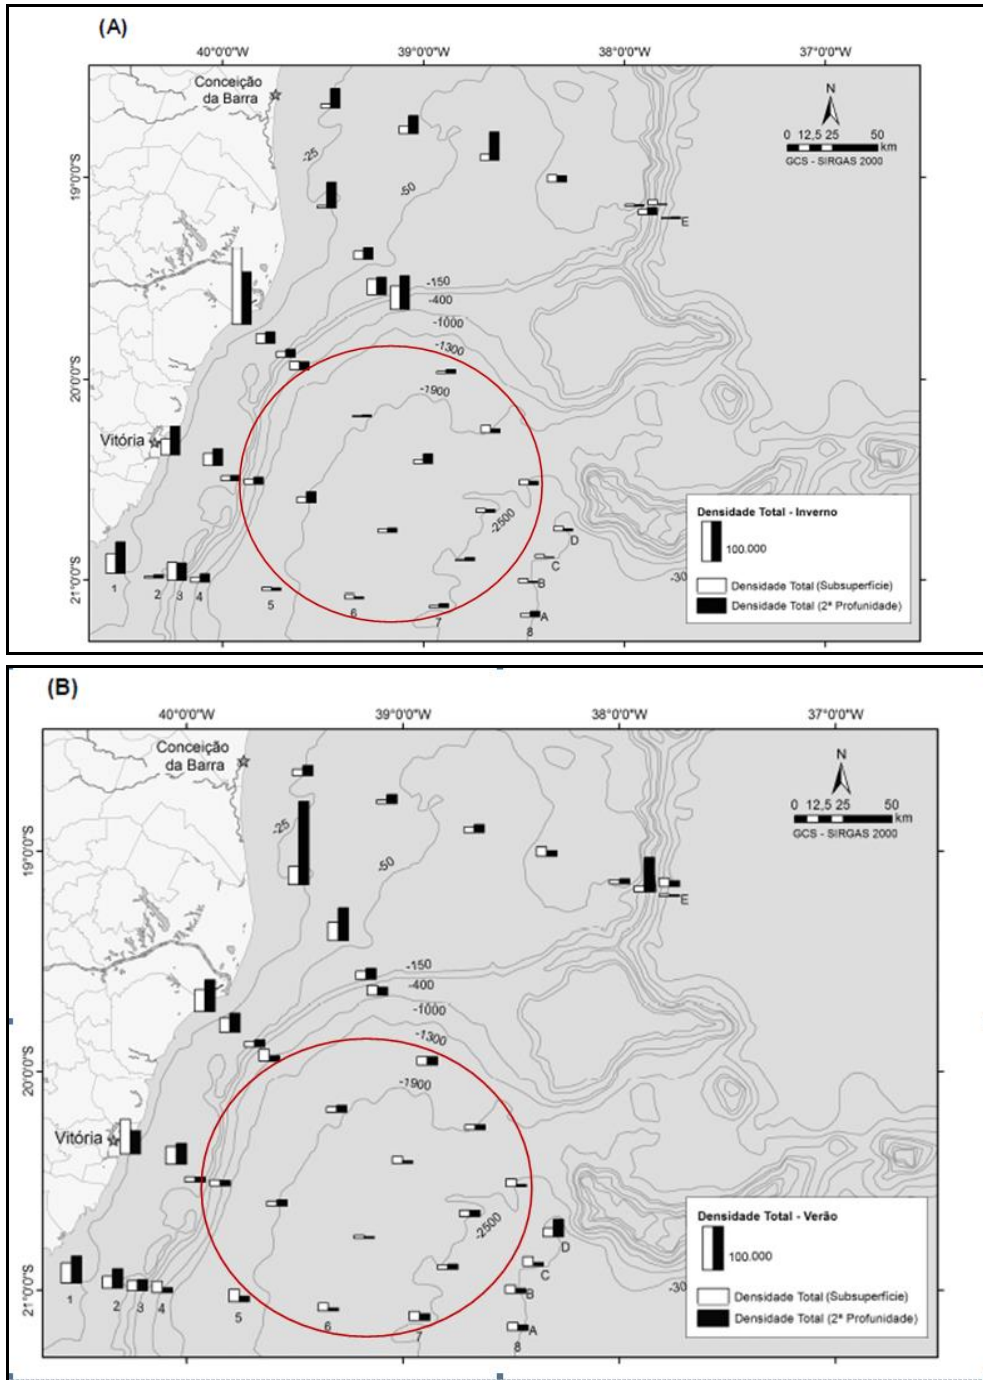 (A)
40°0'0"W
39°0'0"W
38°0'0"W
37°0'0"W
Conceição
da Barra
N
0 12,5 25 50
km
GCS - SIRGAS 2000
-25
-50
19°0'0"S
E
-150
-400
-1000
-1300
20°0'0"S
-1900
Vitória
-2500
D
C
B
A
21°0'0"S
1
2
3
4
5
6
7
8
-30
Densidade Total - Inverno
100.000
Densidade Total (Subsuperfície)
Densidade Total (2ª Profunidade)
(B)
40°0'0"W
39°0'0"W
38°0'0"W
37°0'0"W
Conceição
da Barra
N
0 12,5 25 50
km
GCS - SIRGAS 2000
-25
-50
19°0'0"S
E
-150
-400
-1000
-1300
20°0'0"S
-1900
Vitória
-2500
D
C
B
A
21°0'0"S
1
2
3
4
5
6
7
8
-30
Densidade Total - Verão
100.000
Densidade Total (Subsuperfície)
Densidade Total (2ª Profunidade)